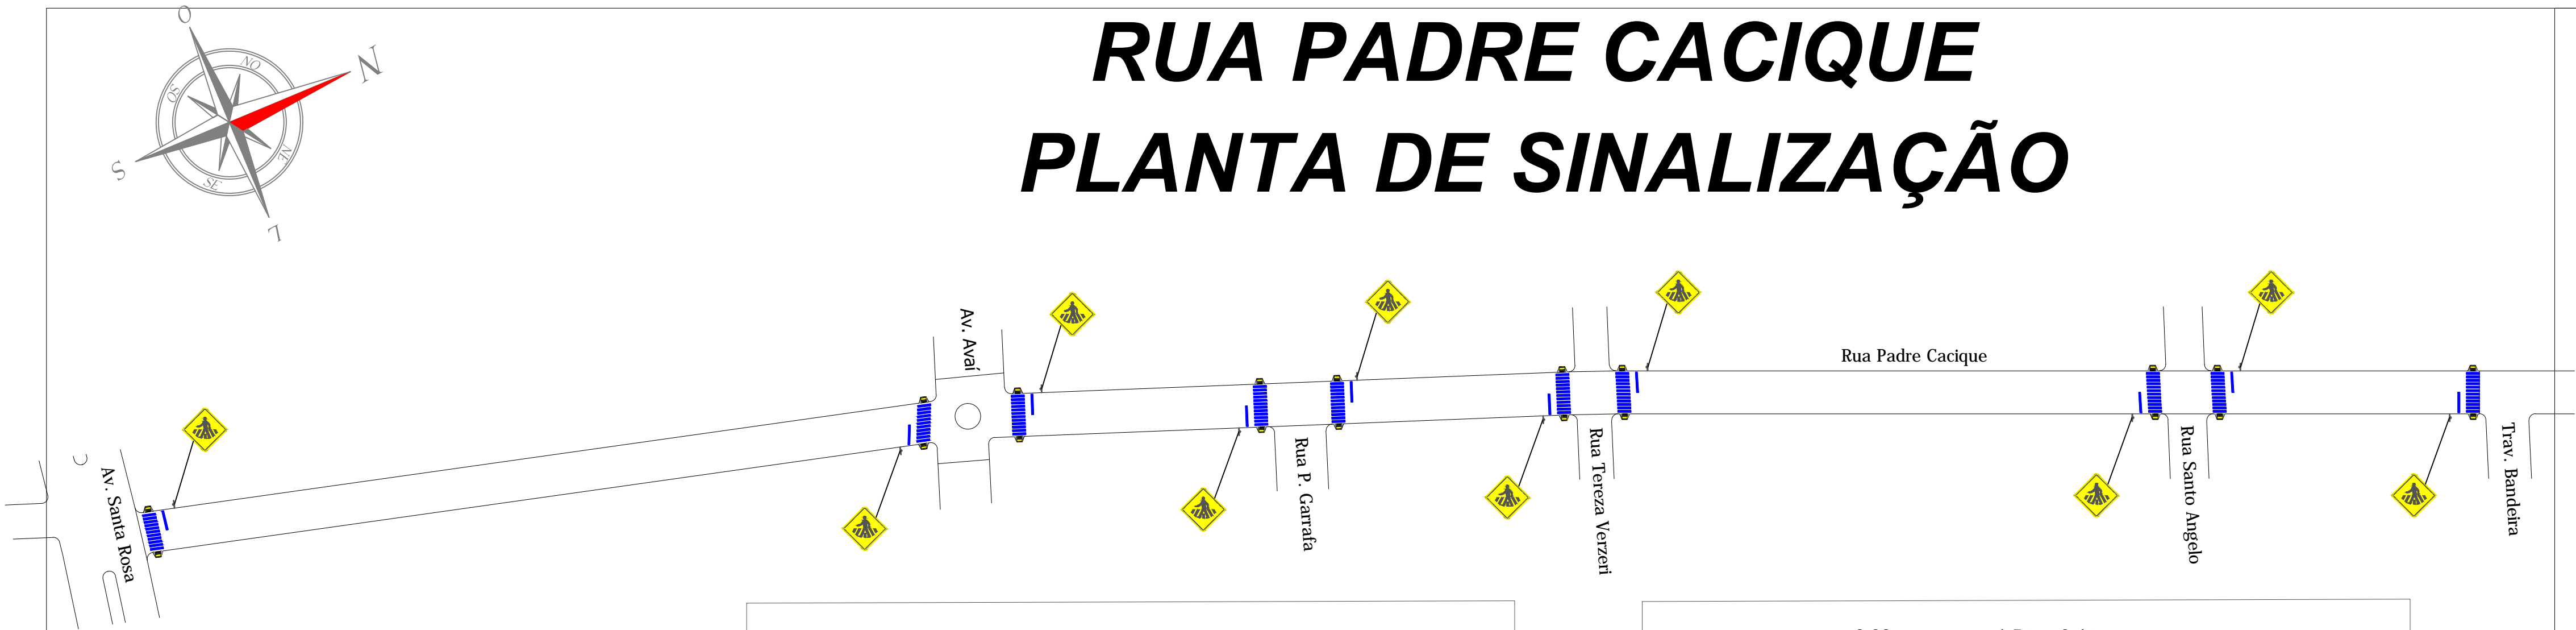 RUA PADRE CACIQUE
PLANTA DE SINALIZAÇÃO
O
NO
N
SO
NE
S
SE
L
Av. Avaí
Rua Padre Cacique
Av. Santa Rosa
Rua P. Garrafa
Rua Tereza Verzeri
Rua Santo Angelo
Trav. Bandeira